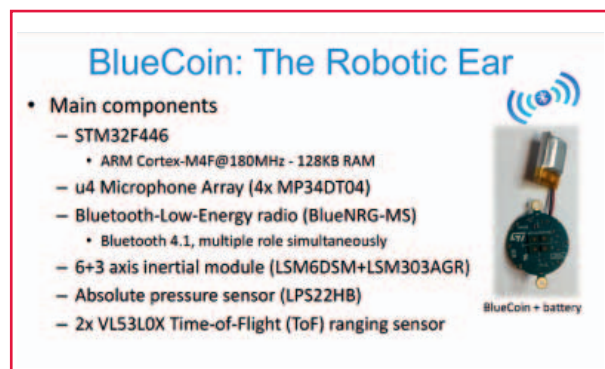 BlueCoin: The Robotic Ear
• Main components
– STM32F446
• ARM Cortex-M4F@180MHz - 128KB RAM
– u4 Microphone Array (4x MP34DT04)
– Bluetooth-Low-Energy radio (BlueNRG-MS)
• Bluetooth 4.1, multiple role simultaneously
– 6+3 axis inertial module (LSM6DSM+LSM303AGR)
– Absolute pressure sensor (LPS22HB)
– 2x VL53L0X Time-of-Flight (ToF) ranging sensor
BlueCoin + battery